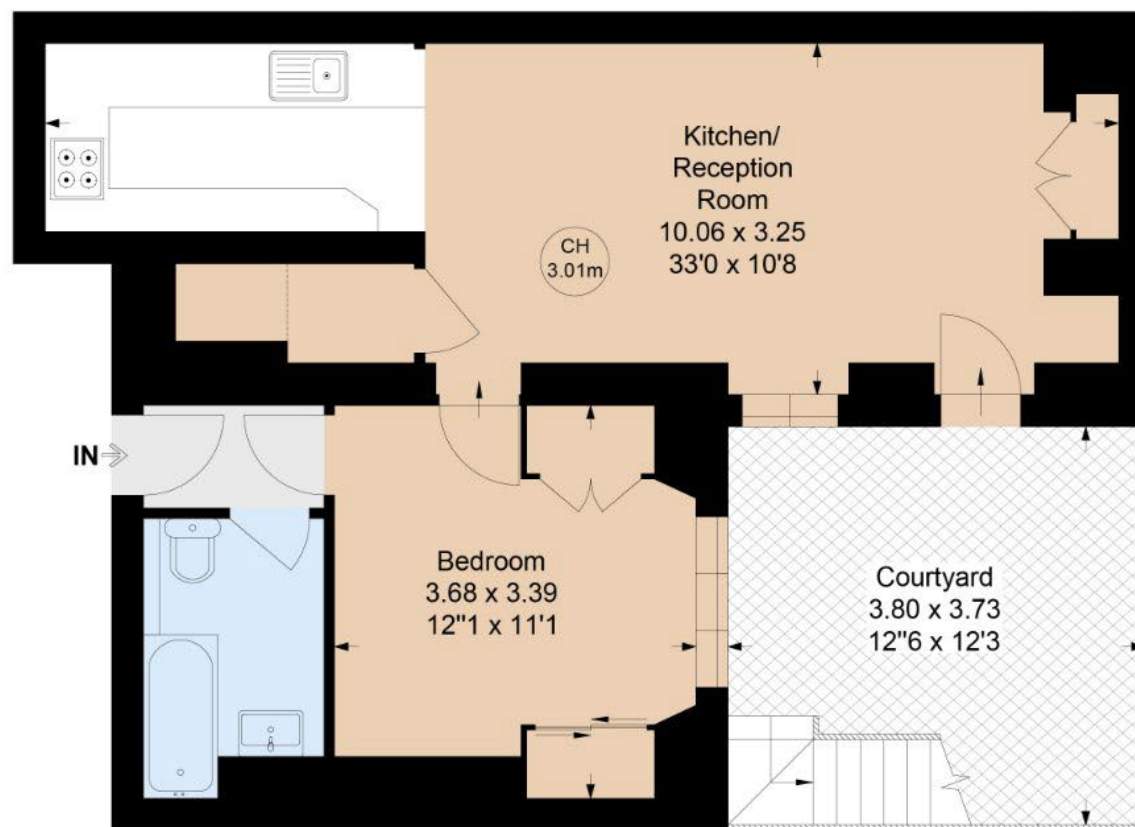 Kitchen/
Reception
Room
10.06 x 3.25
33'0 x 10'8
CH
3.01m
IN
Bedroom
3.68 x 3.39
12"1 x 11'1
Courtyard
3.80 x 3.73
12"6 x 12'3